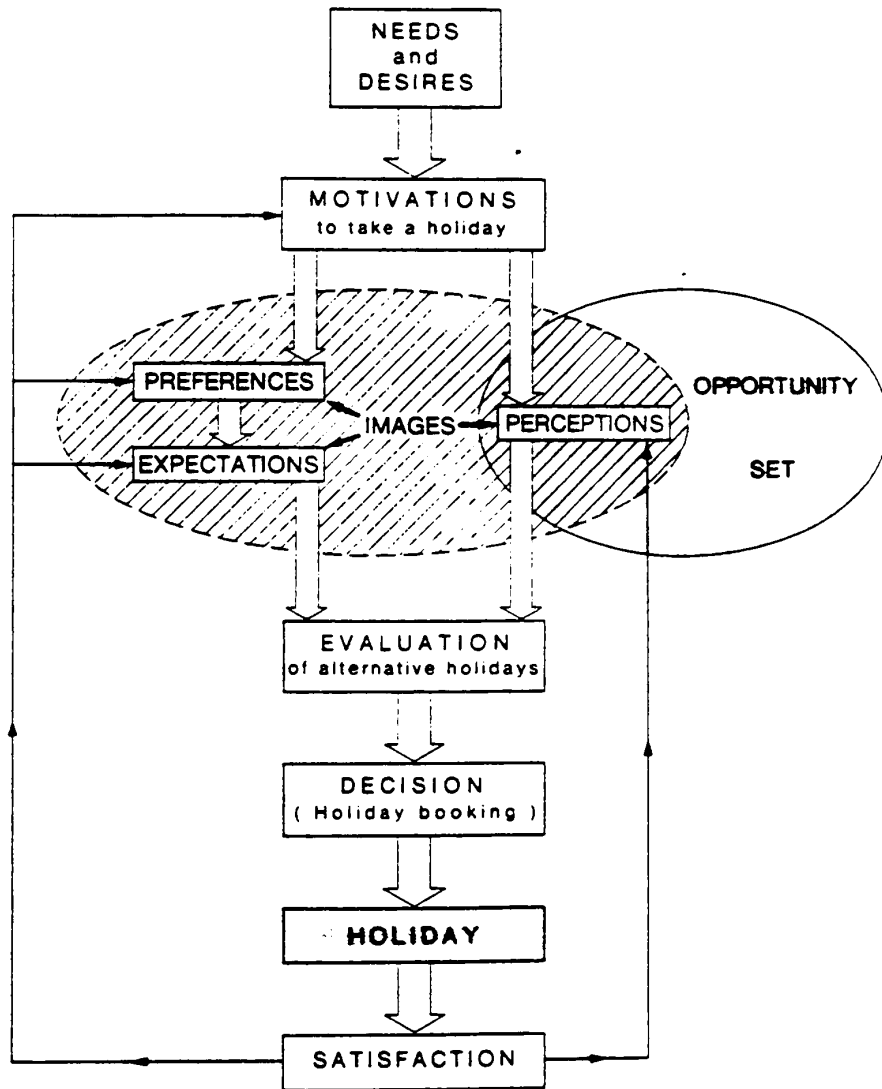 NEEDS
and
DESIRES
MOTIVATIONS
to take a holiday
PREFERENCES
OPPORTUNITY
IMAGES
PERCEPTIONS
EXPECTATIONS
SET
EVALUATION
of alternative holidays
DECISION
( Holiday booking )
HOLIDAY
SATISFACTION